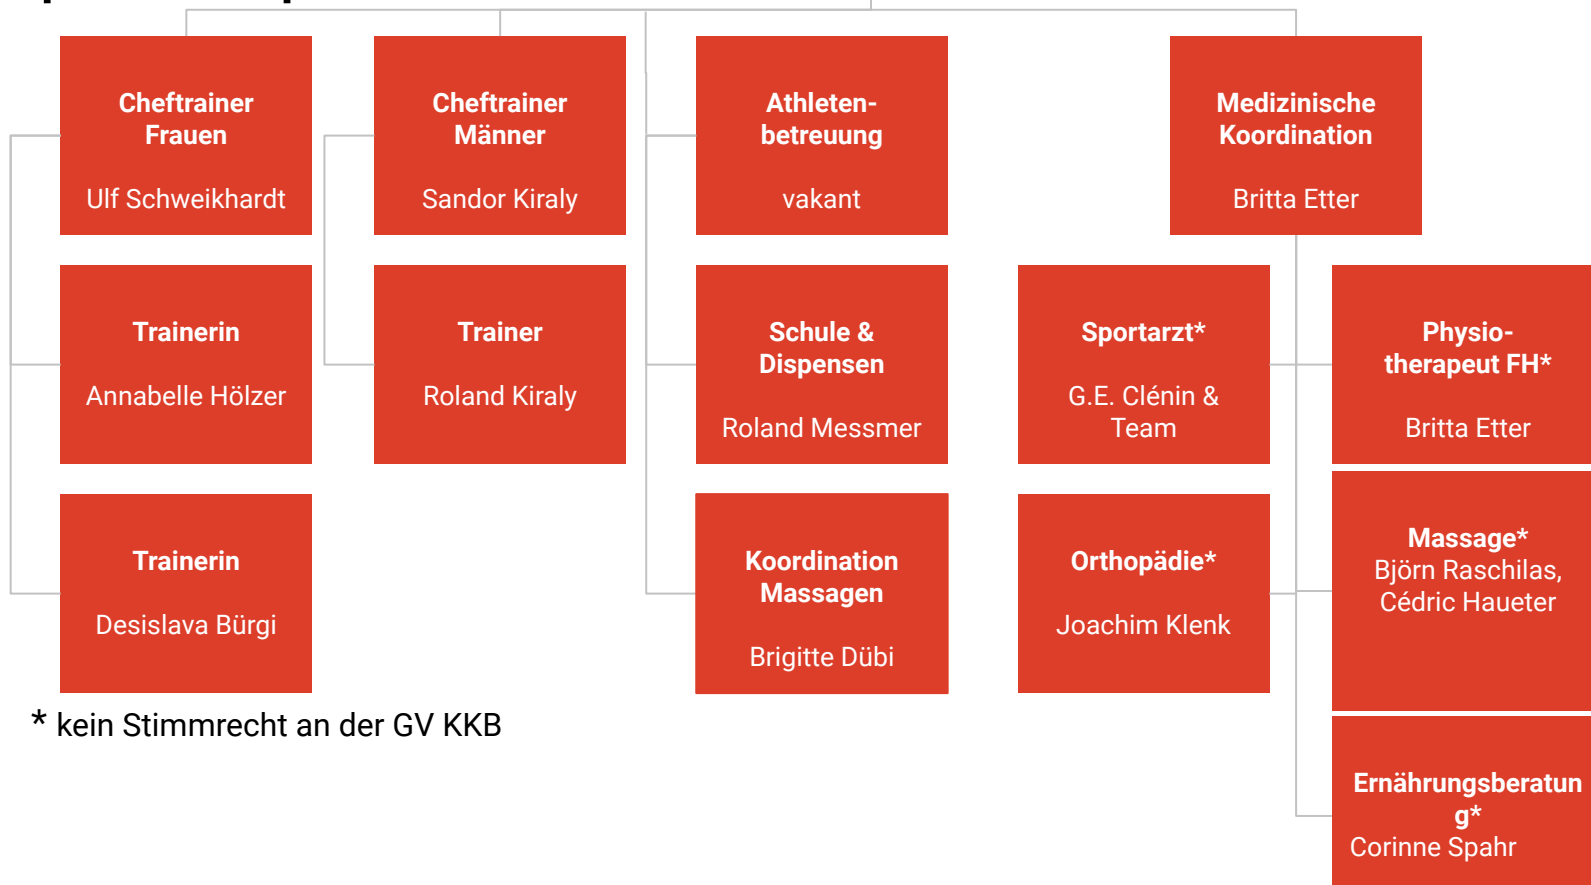 Cheftrainer
Frauen
Ulf Schweikhardt
Cheftrainer
Männer
Sandor Kiraly
Athleten-
betreuung
vakant
Medizinische
Koordination
Britta Etter
Trainerin
Annabelle Hölzer
Trainer
Roland Kiraly
Schule &
Dispensen
Roland Messmer
Sportarzt*
G.E. Clénin &
Team
Physio-
therapeut FH*
Britta Etter
Trainerin
Desislava Bürgi
Koordination
Massagen
Brigitte Dübi
Orthopädie*
Joachim Klenk
Massage*
Björn Raschilas,
Cédric Haueter
Ernährungsberatun
g*
Corinne Spahr
* kein Stimmrecht an der GV KKB